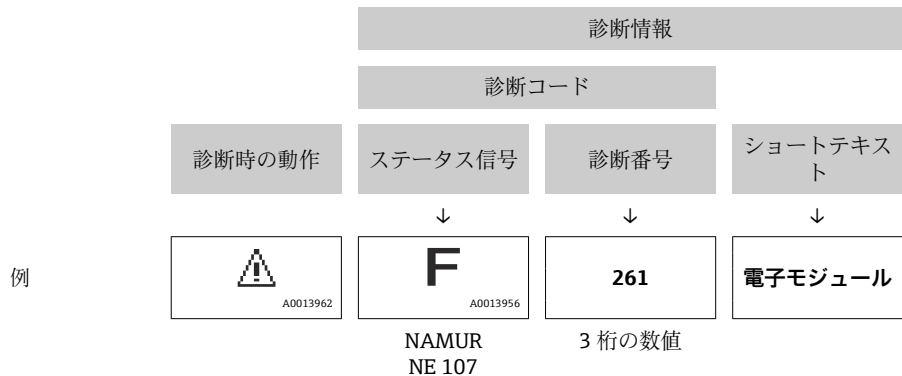 診断情報
診断コード
診断時の動作
ステータス信号
診断番号
ショートテキス
ト
↓
↓
↓
例
A0013962
F
A0013956
261
電子モジュール
NAMUR
NE 107
3 桁の数値